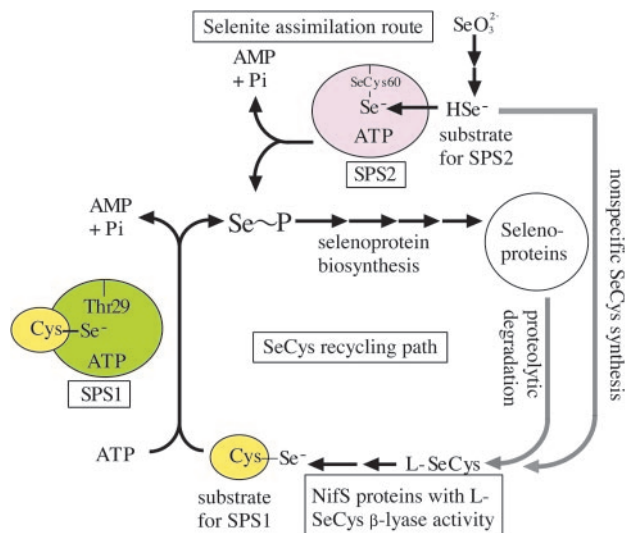 Selenite assimilation route
SeO₃²⁻
AMP
+ Pi
SeCys60
Se⁻
ATP
SPS2
HSe⁻
substrate
for SPS2
AMP
+ Pi
Se~P
selenoprotein
biosynthesis
Seleno-
proteins
nonspecific SeCys synthesis
Thr29
Cys
Se⁻
ATP
SPS1
SeCys recycling path
proteolytic
degradation
ATP
Cys
Se⁻
L-SeCys
substrate
for SPS1
NifS proteins with L-
SeCys β-lyase activity